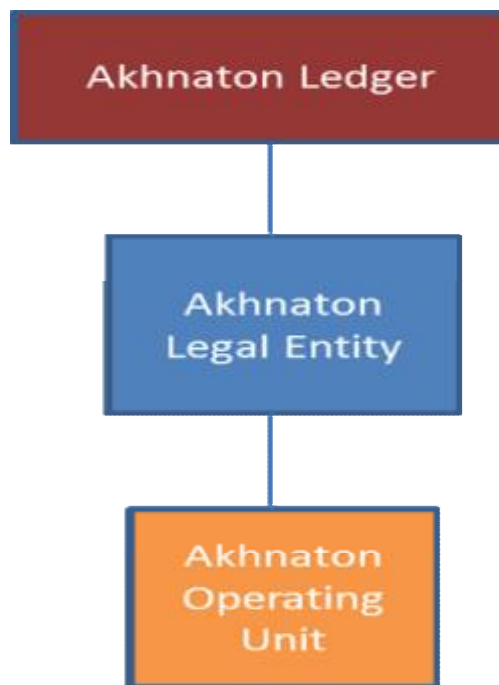 Akhnaton Ledger
Akhnaton
Legal Entity
Akhnaton
Operating
Unit